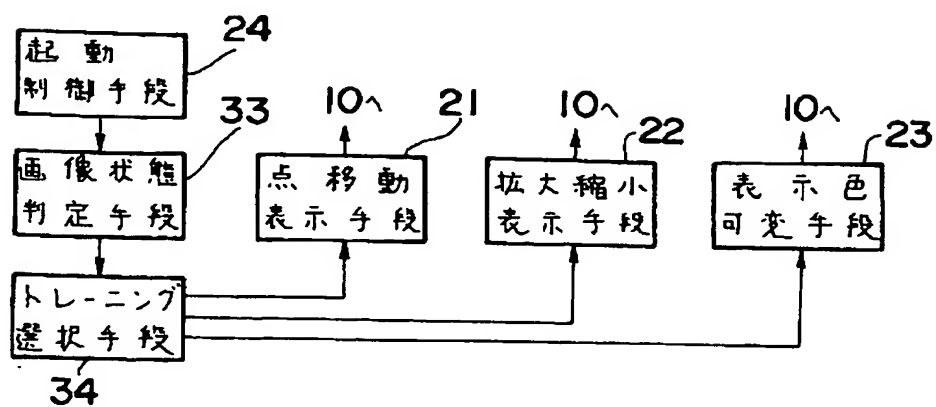 起動
制御手段
24
画像状態
判定手段
33
トレーニング
選択手段
34
10へ
21
点移動
表示手段
10へ
22
拡大縮小
表示手段
10へ
23
表示色
可変手段